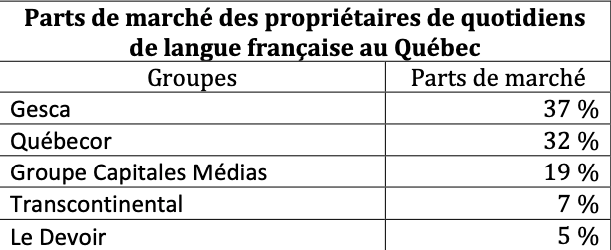 Parts de marché des propriétaires de quotidiens
de langue française au Québec
Groupes Parts de marché
Gesca 37 %
Québecor 32 %
Groupe Capitales Médias 19 %
Transcontinental 7 %
Le Devoir 5 %